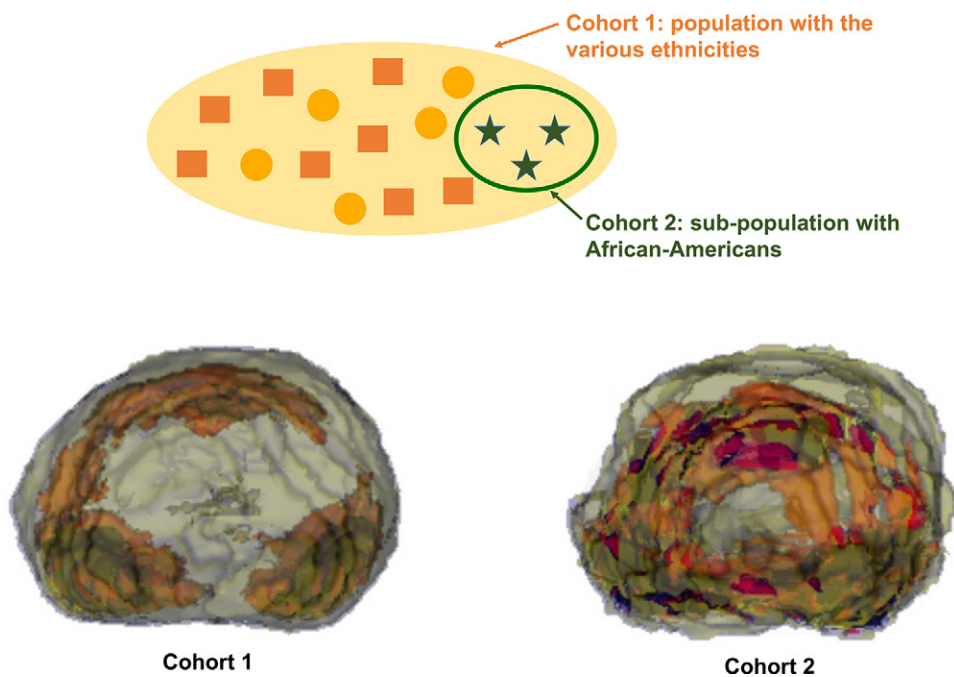 Cohort 1: population with the
various ethnicities
Cohort 2: sub-population with
African-Americans
Cohort 1
Cohort 2